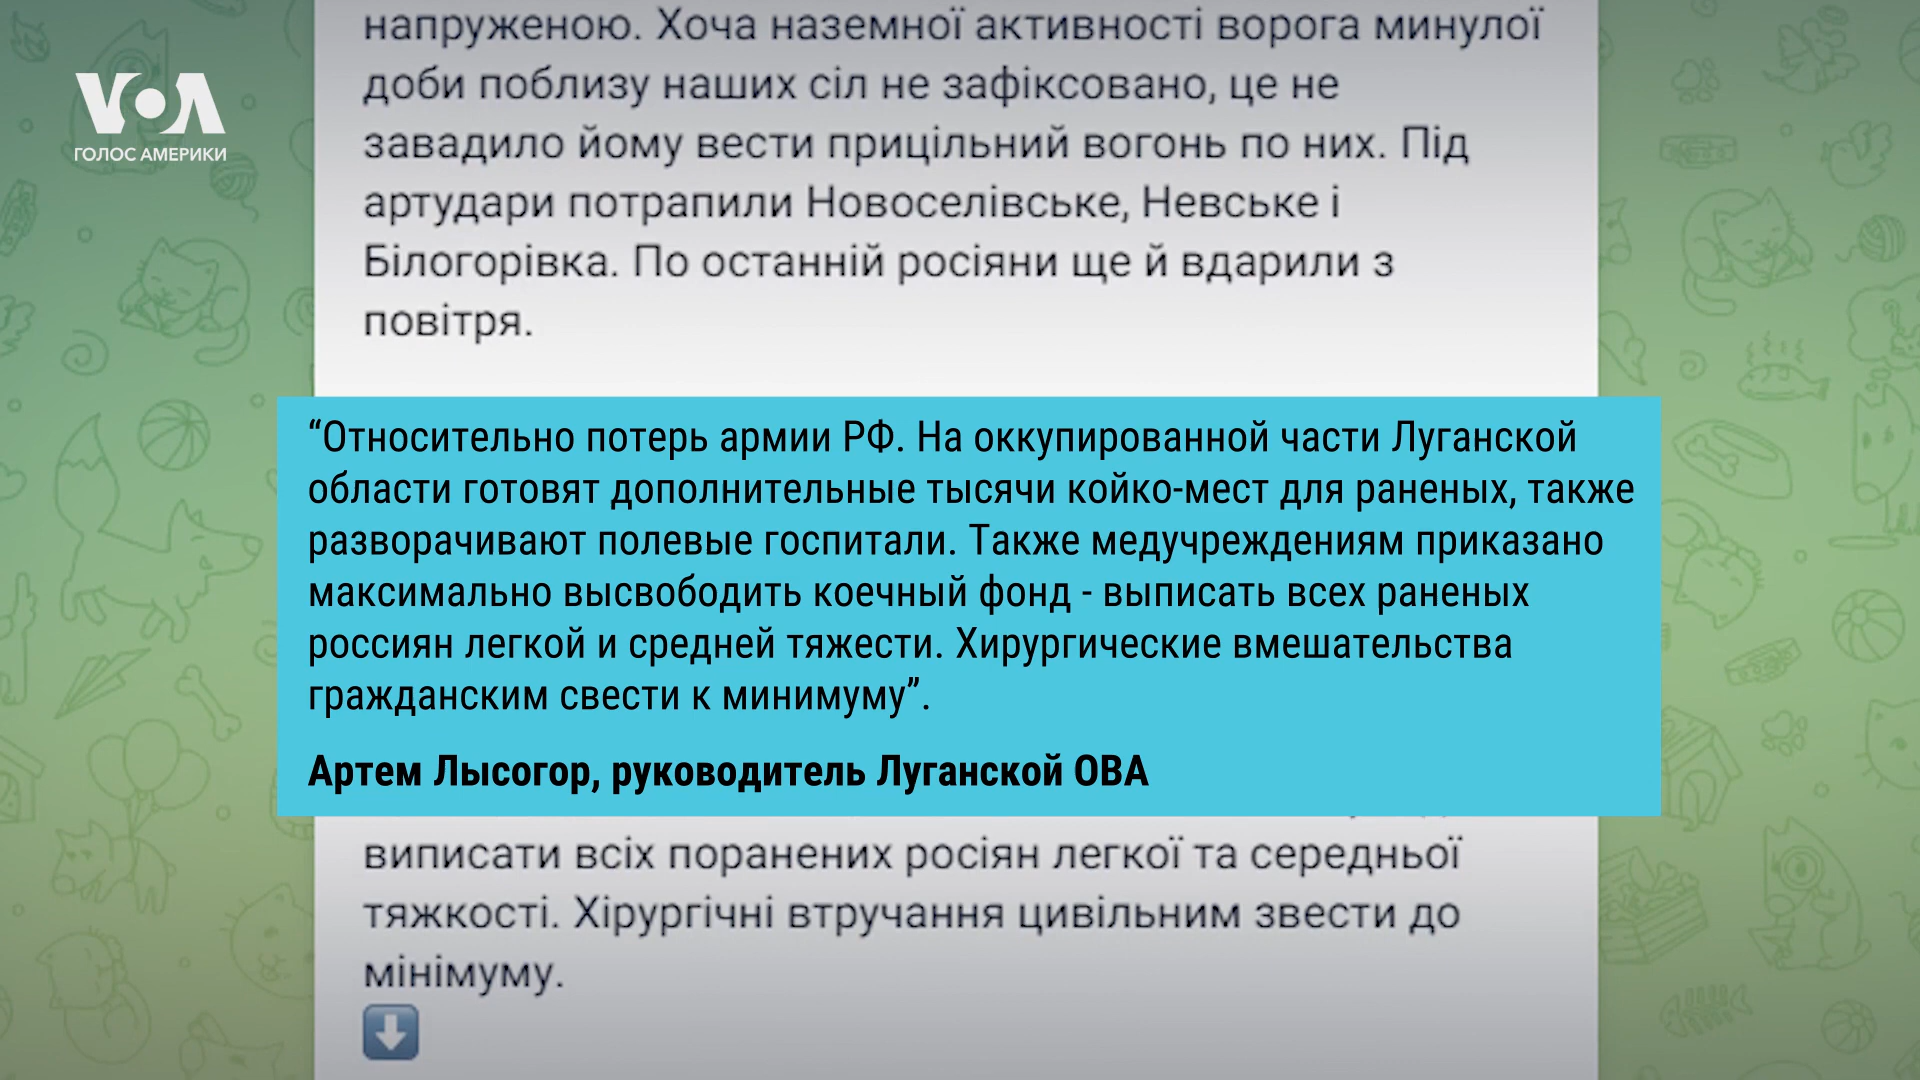 напруженою. Хоча наземної активності ворога минулої
VOA
ГОЛОС АМЕРИКИ
доби поблизу наших сіл не зафіксовано, це не
завадило йому вести прицільний вогонь по них. Під
артудари потрапили Новоселівське, Невське і
Білогорівка. По останній росіяни ще й вдарили з
повітря.
“Относительно потерь армии РФ. На оккупированной части Луганской
области готовят дополнительные тысячи койко-мест для раненых, также
разворачивают полевые госпитали. Также медучреждениям приказано
максимально высвободить коечный фонд - выписать всех раненых
россиян легкой и средней тяжести. Хирургические вмешательства
гражданским свести к минимуму”.
Артем Лысогор, руководитель Луганской ОВА
виписати всіх поранених росіян легкої та середньої
тяжкості. Хірургічні втручання цивільним звести до
мінімуму.